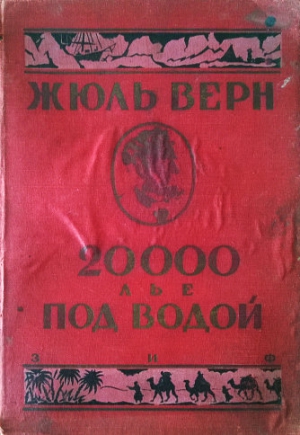 ЖЮЛЬ ВЕРН
20000
ЛЬЕ
ПОД ВОДОЙ
З И Ф